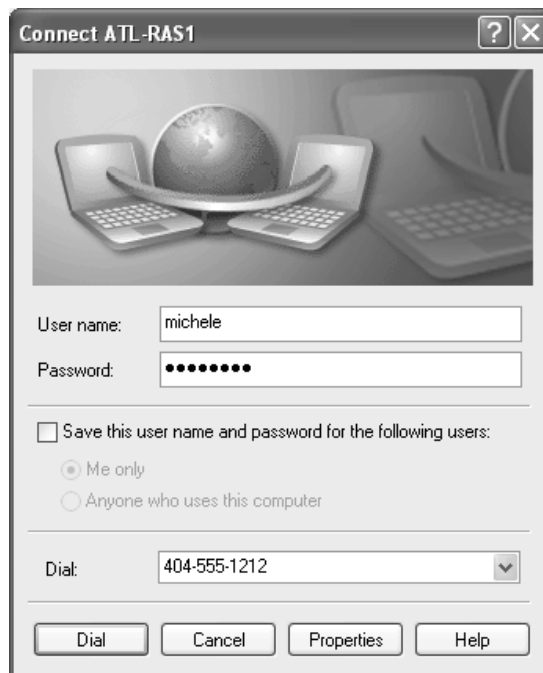 Connect ATL-RAS1
User name: michele
Password: ••••••••
Save this user name and password for the following users:
Me only
Anyone who uses this computer
Dial: 404-555-1212
Dial Cancel Properties Help